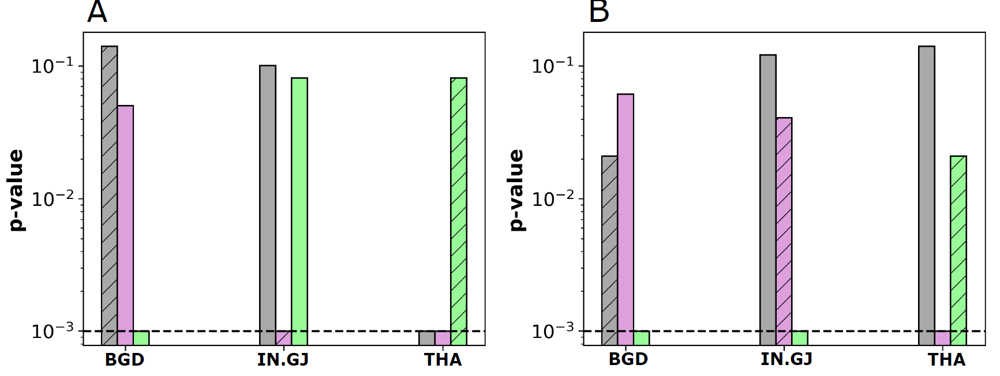 A
p-value
10⁻¹
10⁻²
10⁻³
BGD IN.GJ THA
B
p-value
10⁻¹
10⁻²
10⁻³
BGD IN.GJ THA